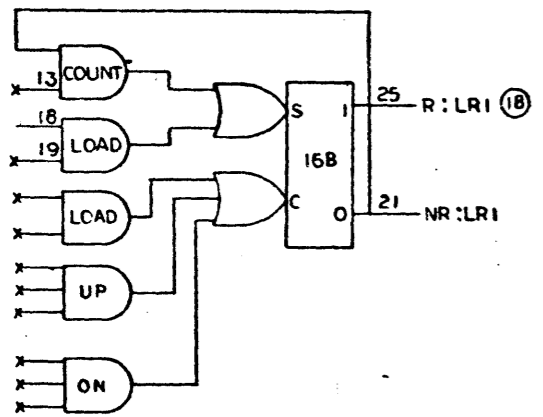 13 COUNT
18
19 LOAD
S 1 25 R:LR1 18
16B
LOAD
C 0 21 NR:LR1
UP
ON